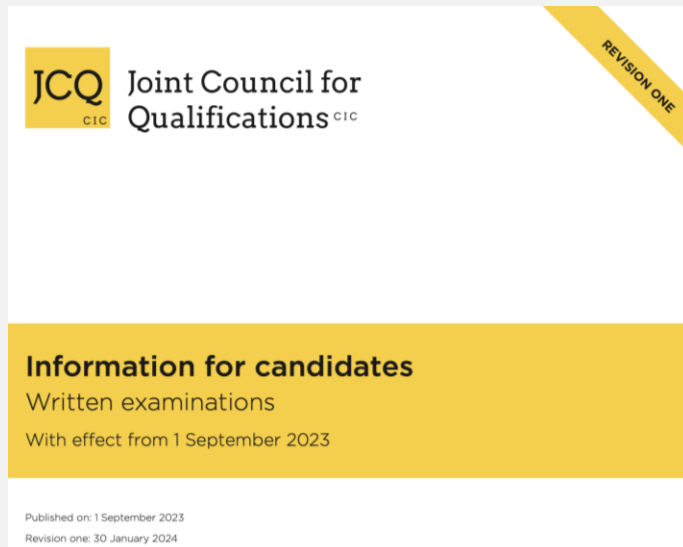 REVISION ONE
JCQ
CIC
Joint Council for
Qualifications CIC
Information for candidates
Written examinations
With effect from 1 September 2023
Published on: 1 September 2023
Revision one: 30 January 2024